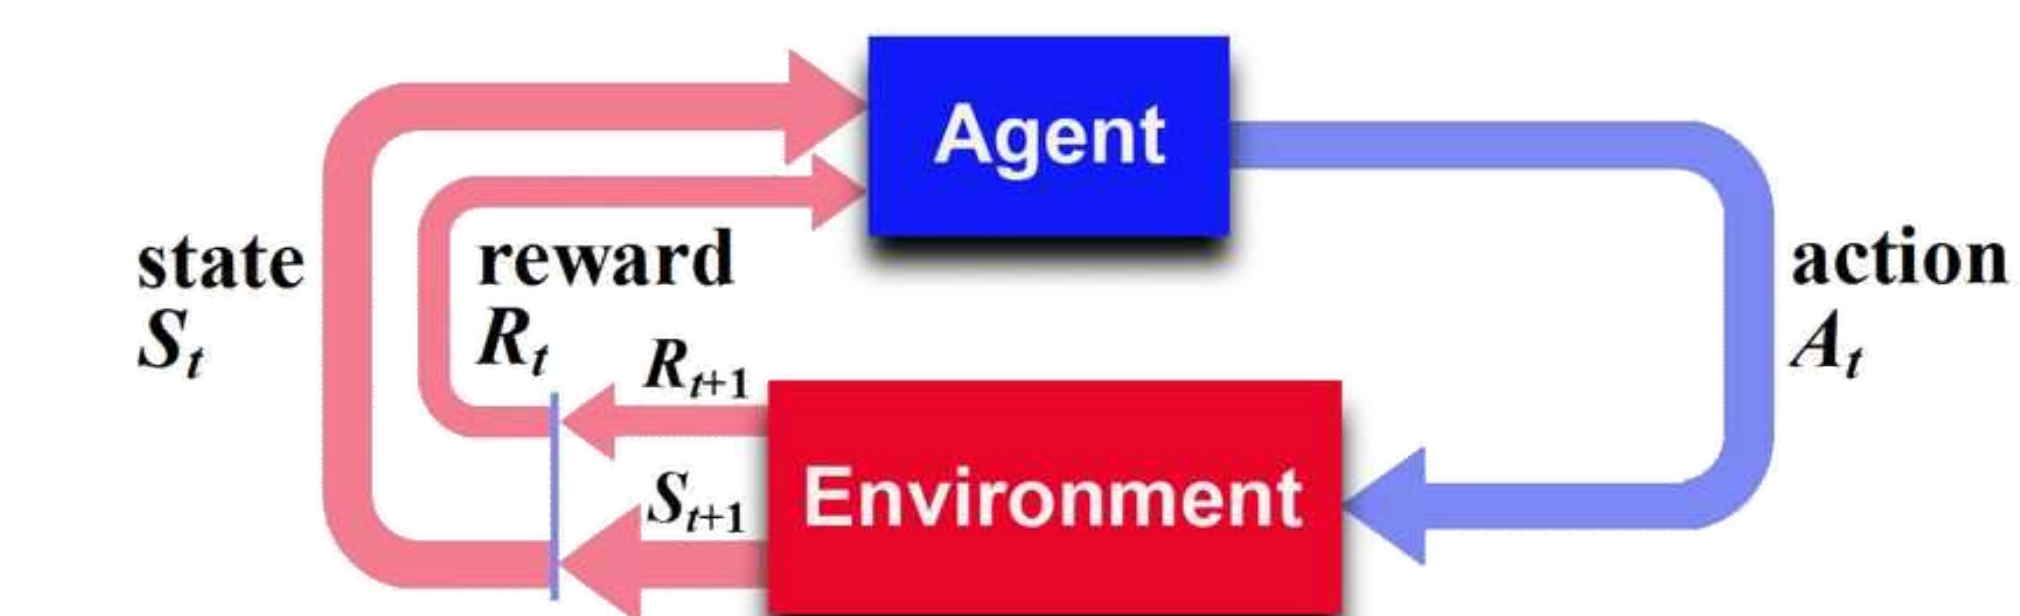 Agent
state
S_t
reward
R_t
action
A_t
R_{t+1}
S_{t+1}
Environment